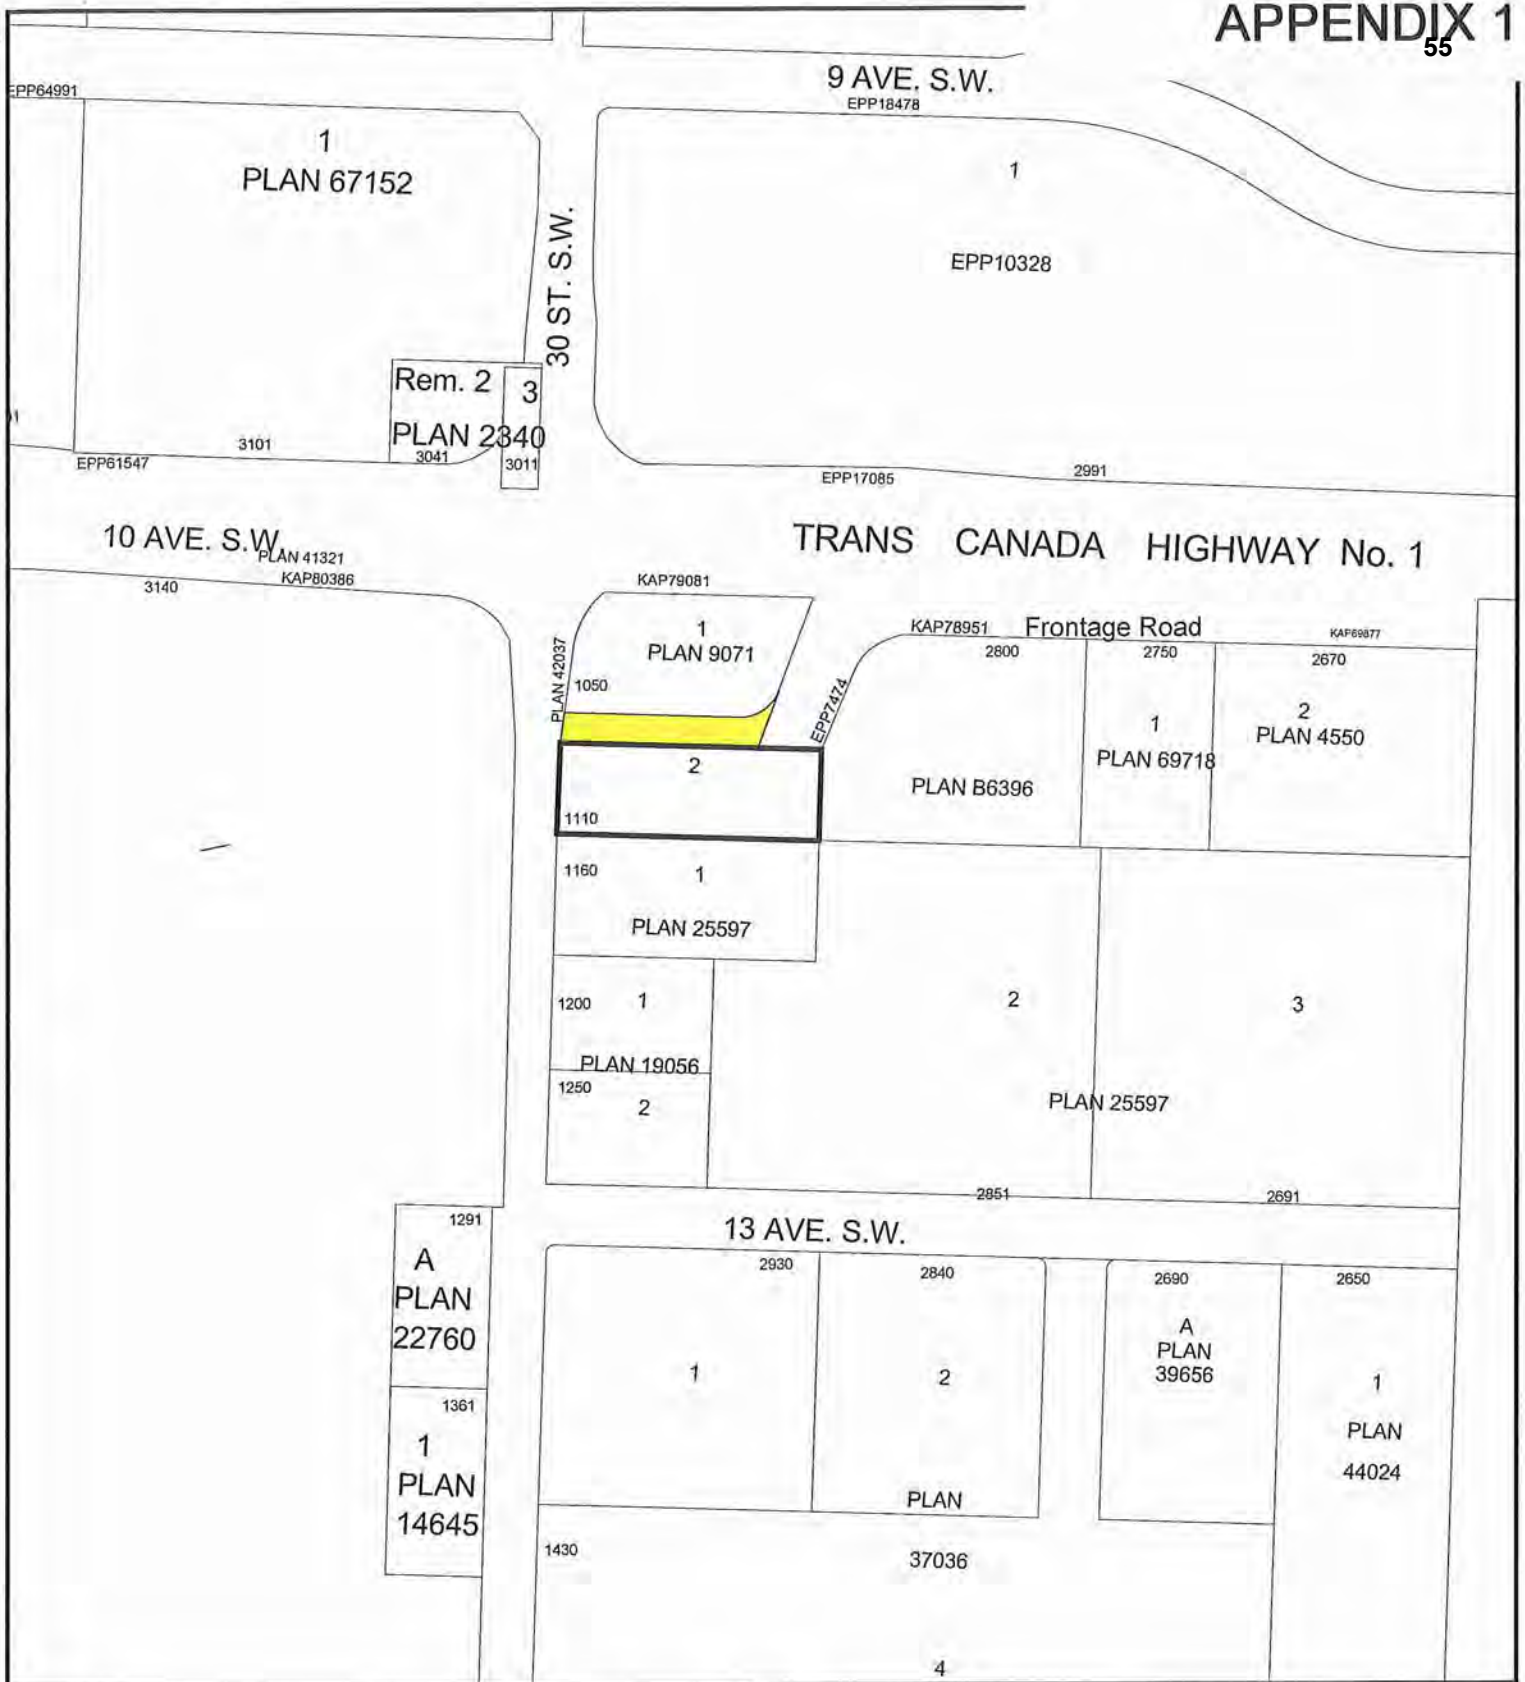 APPENDIX 1
55
9 AVE. S.W.
EPP18478
EPP64991
1
PLAN 67152
1
EPP10328
30 ST. S.W.
Rem. 2
3
PLAN 2340
3101
3041
3011
EPP61547
EPP17085
2991
10 AVE. S.W.
PLAN 41321
KAP80386
3140
TRANS CANADA HIGHWAY No. 1
KAP79081
1
PLAN 9071
PLAN 42037
1050
EPP7474
KAP78951
Frontage Road
KAP69877
2800
2750
2670
1
PLAN 69718
2
PLAN 4550
PLAN B6396
2
1110
1160
1
PLAN 25597
1200
1
PLAN 19056
1250
2
2
3
PLAN 25597
2851
2691
13 AVE. S.W.
1291
A
PLAN
22760
1361
1
PLAN
14645
2930
2840
2690
2650
1
2
A
PLAN
39656
1
PLAN
44024
PLAN
37036
1430
4